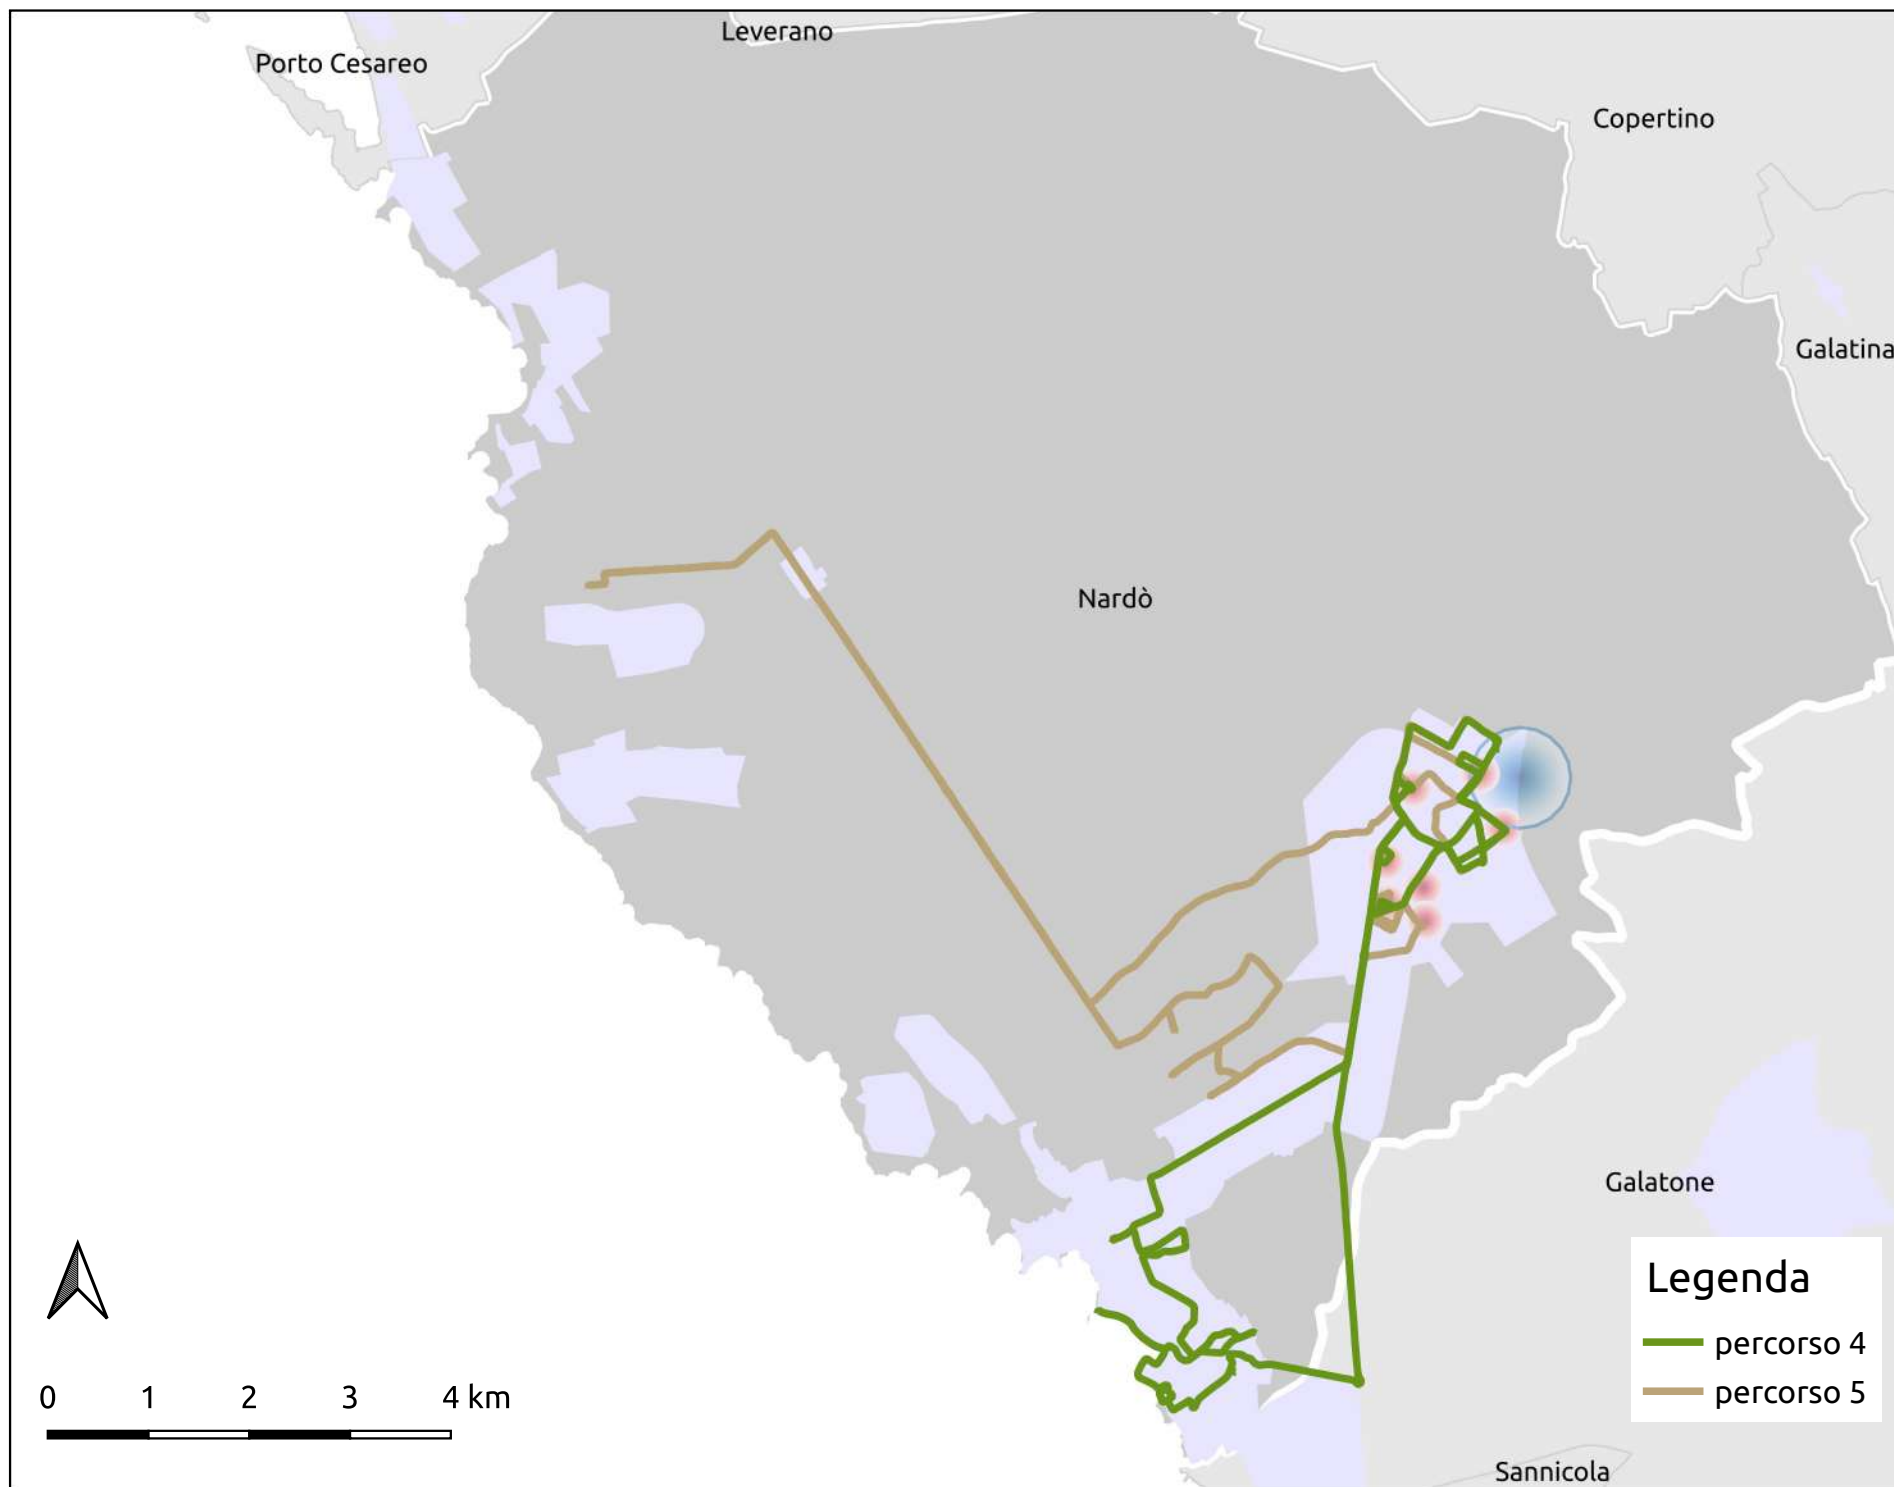 Leverano
Porto Cesareo
Copertino
Galatina
Nardò
Galatone
Legenda
percorso 4
percorso 5
0 1 2 3 4 km
Sannicola